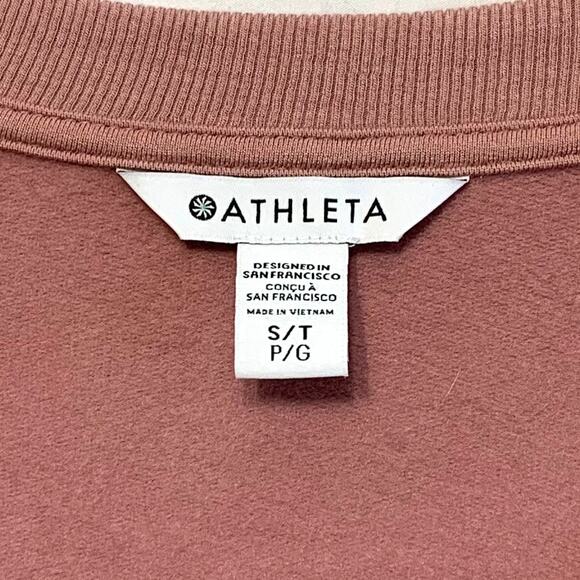 ATHLETA
DESIGNED IN
SAN FRANCISCO
CONÇU À
SAN FRANCISCO
MADE IN VIETNAM
S/T
P/G